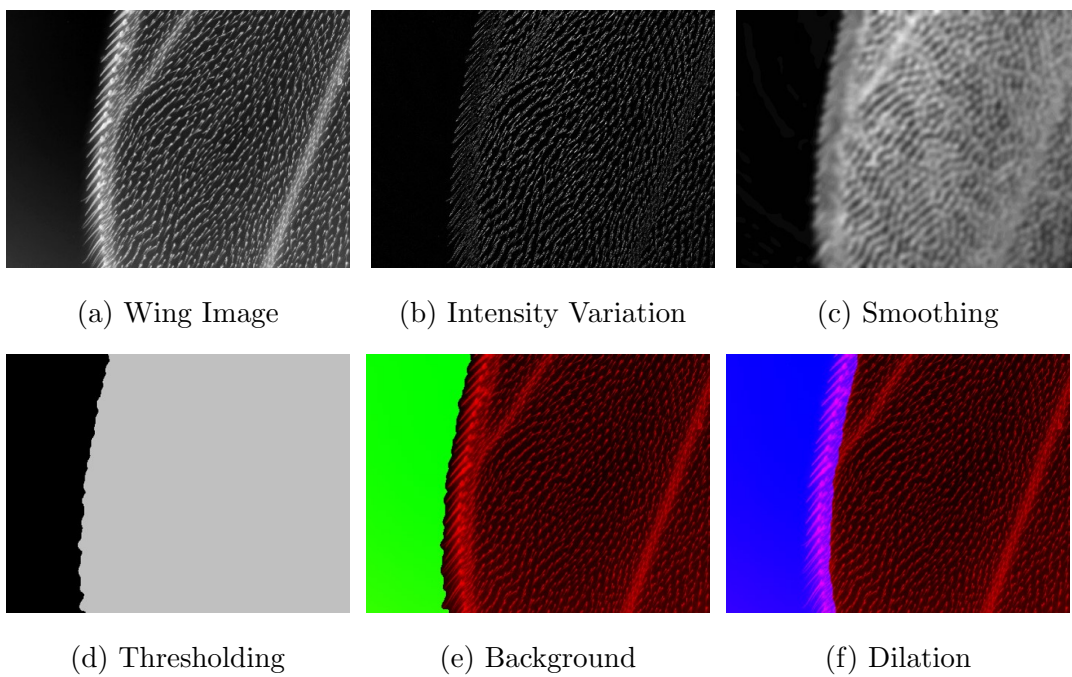 (a) Wing Image
(b) Intensity Variation
(c) Smoothing
(d) Thresholding
(e) Background
(f) Dilation